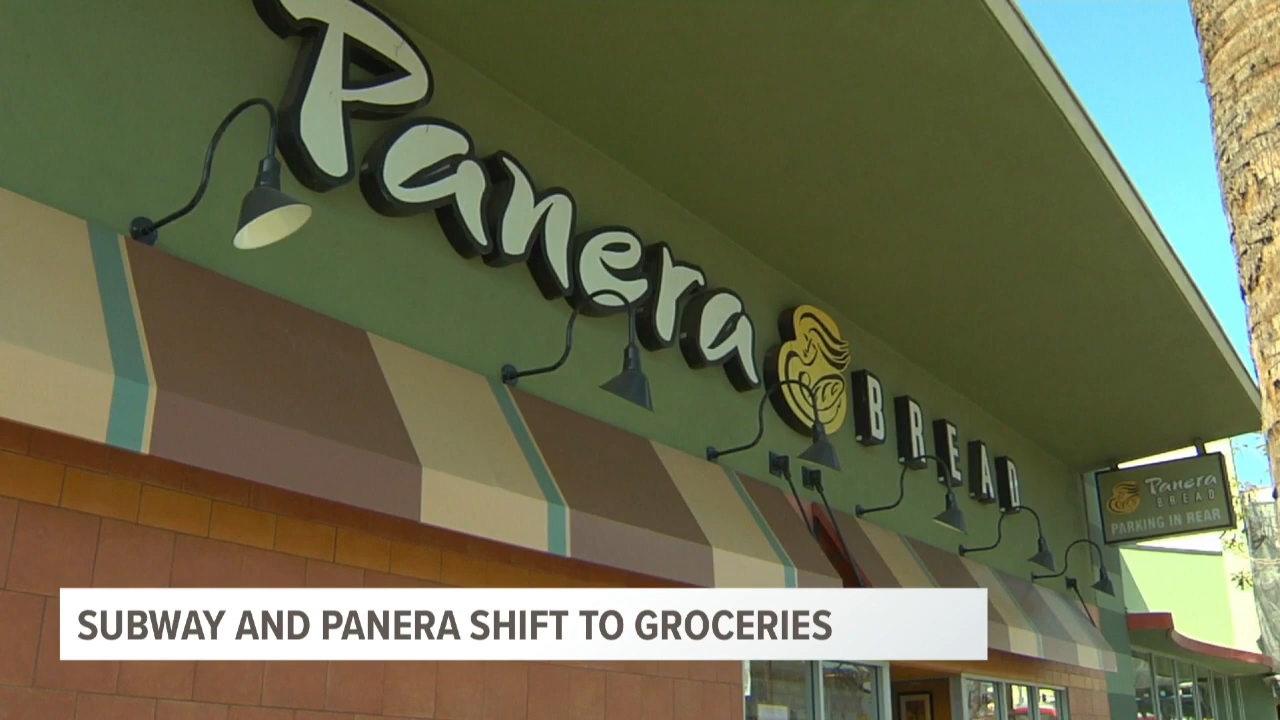 Panera BREAD
Panera
BREAD
PARKING IN REAR
SUBWAY AND PANERA SHIFT TO GROCERIES